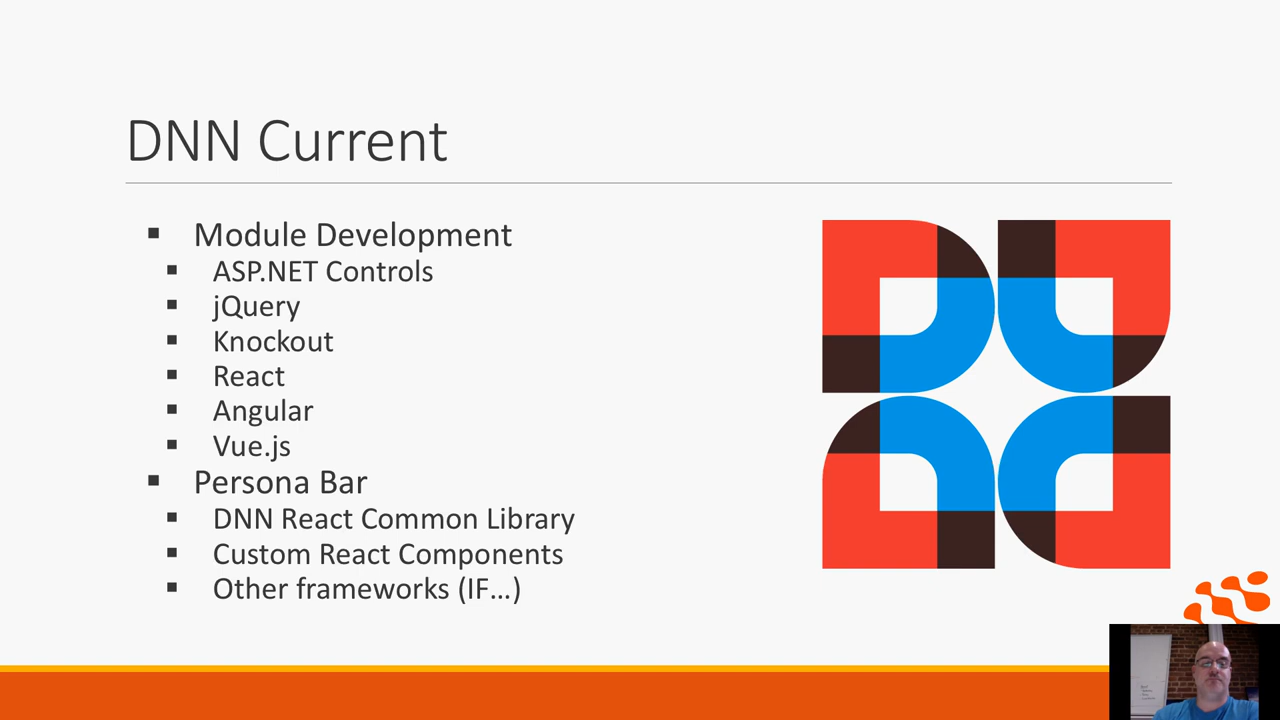 DNN Current
Module Development
ASP.NET Controls
jQuery
Knockout
React
Angular
Vue.js
Persona Bar
DNN React Common Library
Custom React Components
Other frameworks (IF...)